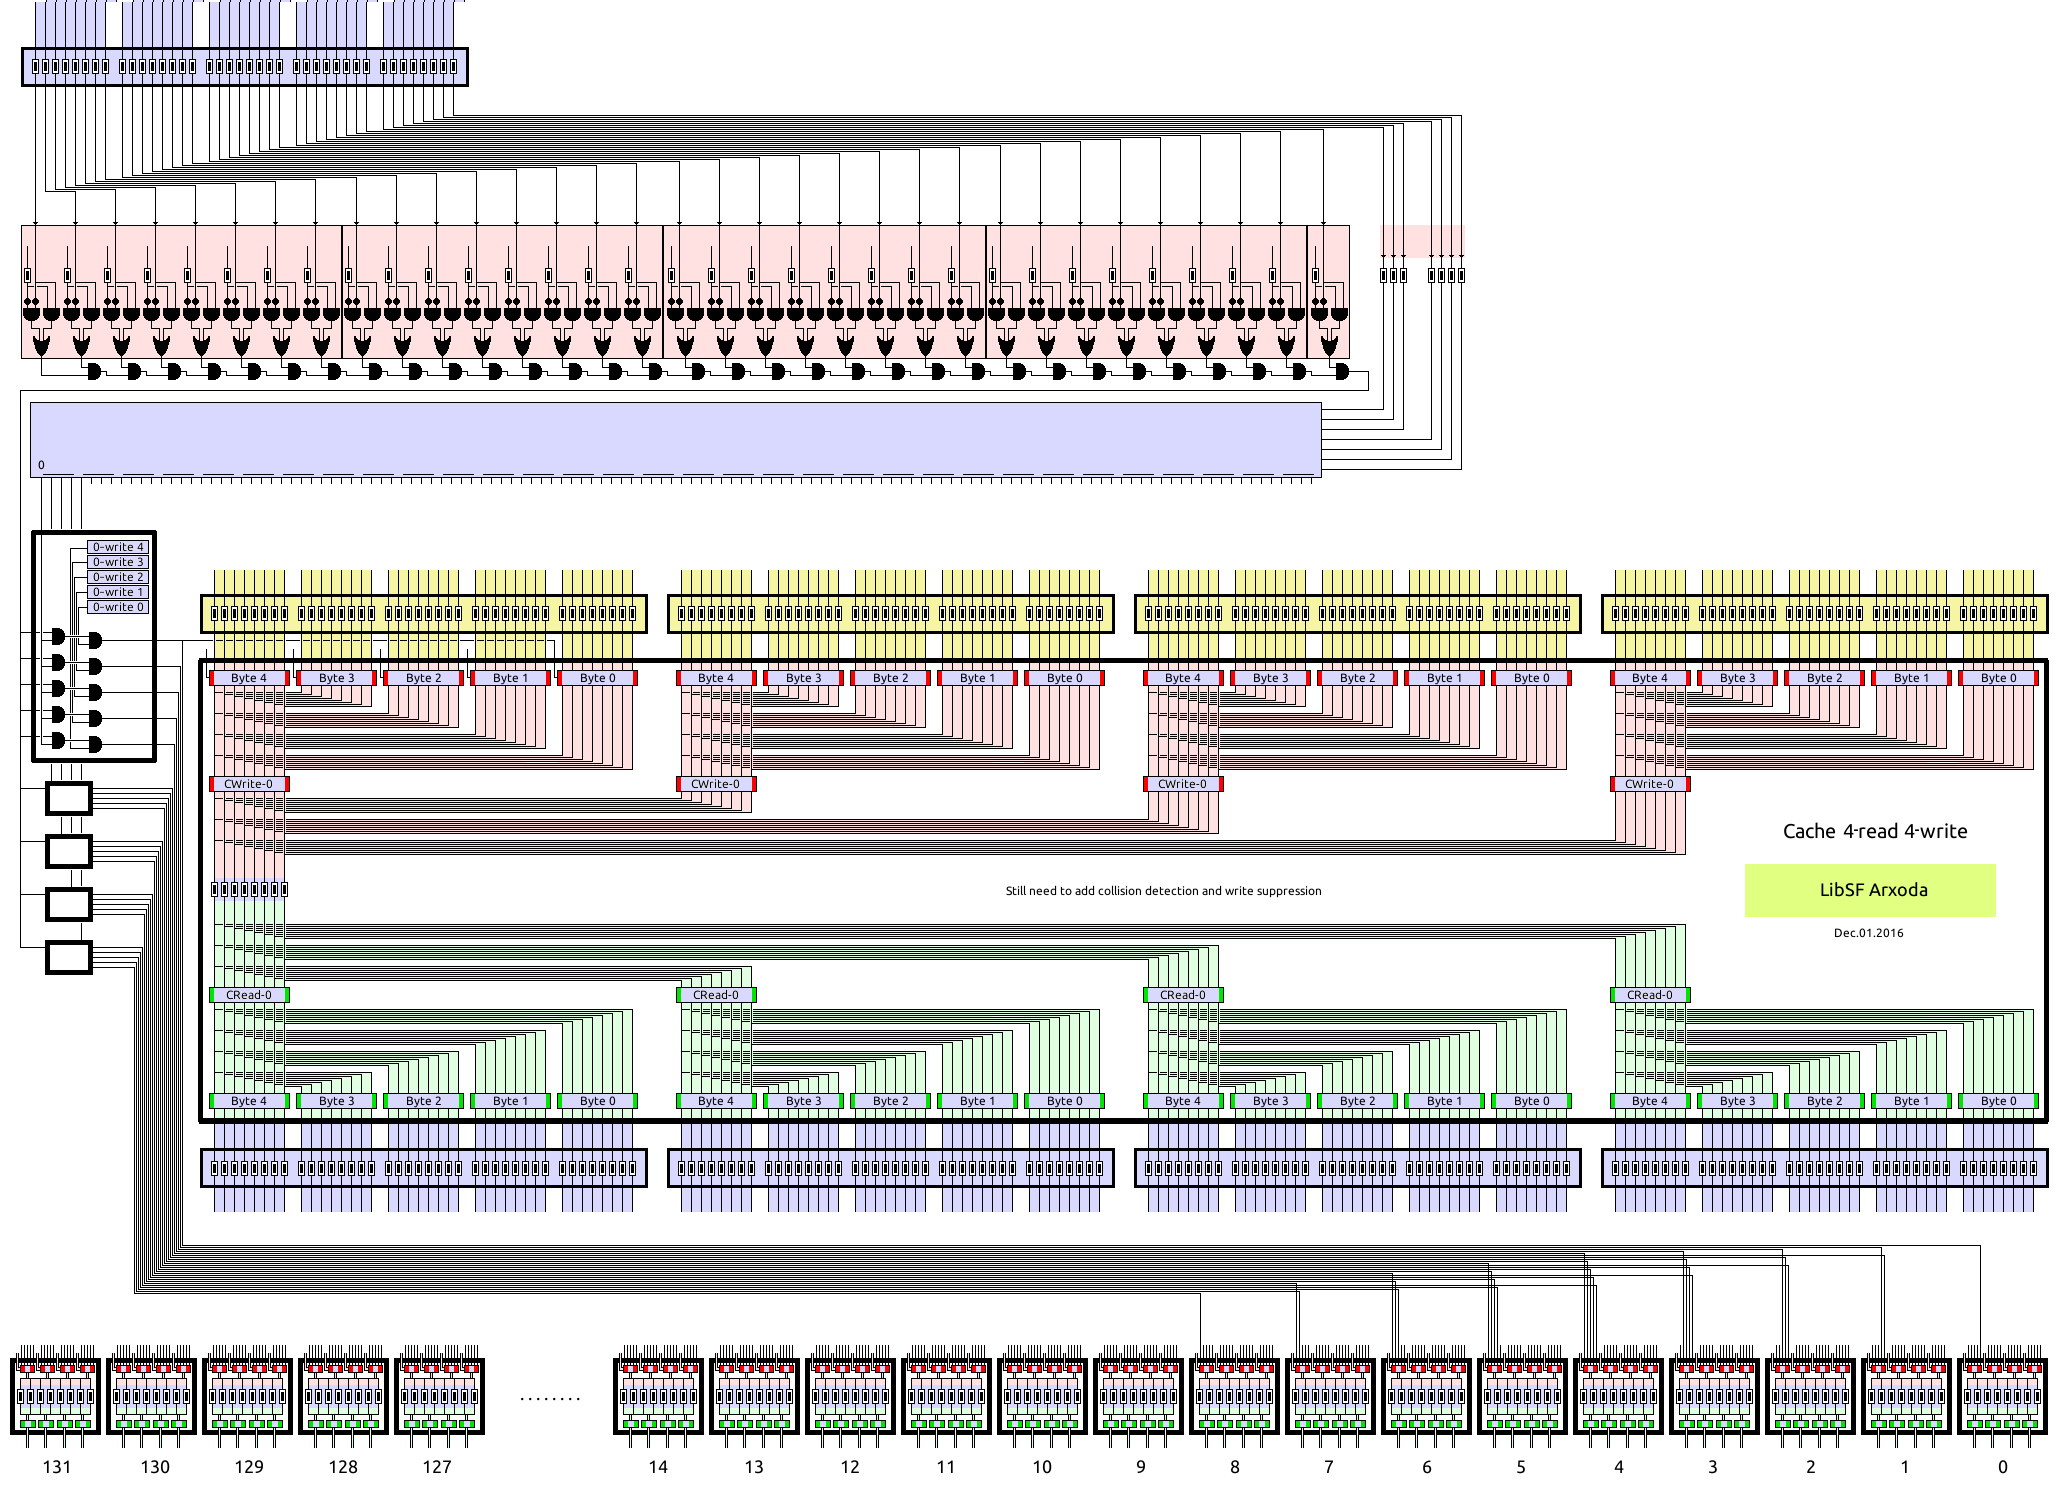 0
0-write 4
0-write 3
0-write 2
0-write 1
0-write 0
Byte 4 Byte 3 Byte 2 Byte 1 Byte 0 Byte 4 Byte 3 Byte 2 Byte 1 Byte 0 Byte 4 Byte 3 Byte 2 Byte 1 Byte 0 Byte 4 Byte 3 Byte 2 Byte 1 Byte 0
CWrite-0 CWrite-0 CWrite-0 CWrite-0
Cache 4-read 4-write
Still need to add collision detection and write suppression
LibSF Arxoda
Dec.01.2016
CRead-0 CRead-0 CRead-0 CRead-0
Byte 4 Byte 3 Byte 2 Byte 1 Byte 0 Byte 4 Byte 3 Byte 2 Byte 1 Byte 0 Byte 4 Byte 3 Byte 2 Byte 1 Byte 0 Byte 4 Byte 3 Byte 2 Byte 1 Byte 0
........
131 130 129 128 127 14 13 12 11 10 9 8 7 6 5 4 3 2 1 0